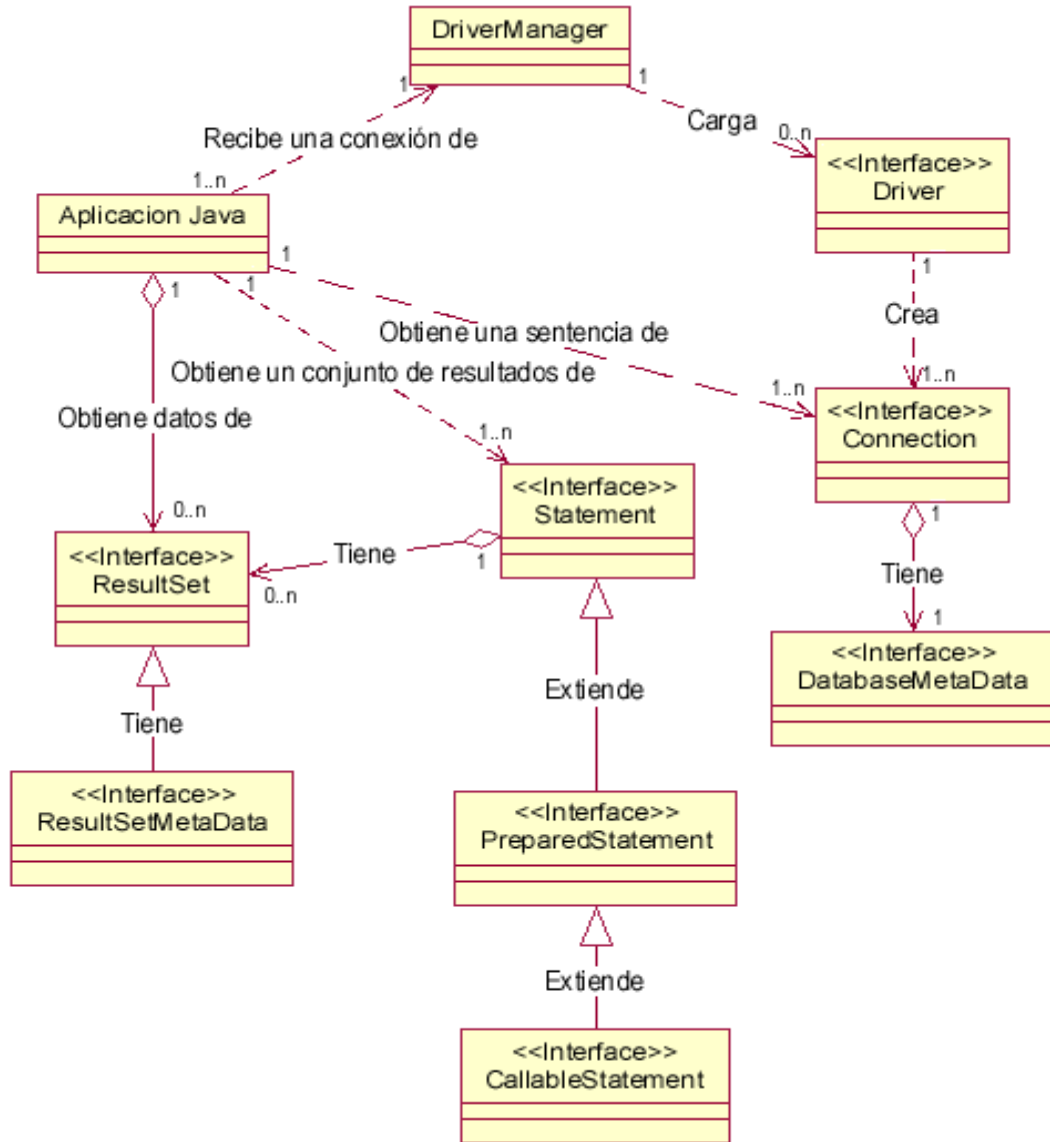 DriverManager
1
1
Carga
Recibe una conexión de
0..n
<<Interface>>
Driver
1..n
Aplicacion Java
1
1
1
1
Crea
Obtiene una sentencia de
Obtiene un conjunto de resultados de
1..n
1..n
<<Interface>>
Connection
Obtiene datos de
1..n
<<Interface>>
Statement
0..n
1
<<Interface>>
ResultSet
Tiene
1
0..n
Tiene
1
<<Interface>>
DatabaseMetaData
Extiende
Tiene
<<Interface>>
ResultSetMetaData
<<Interface>>
PreparedStatement
Extiende
<<Interface>>
CallableStatement